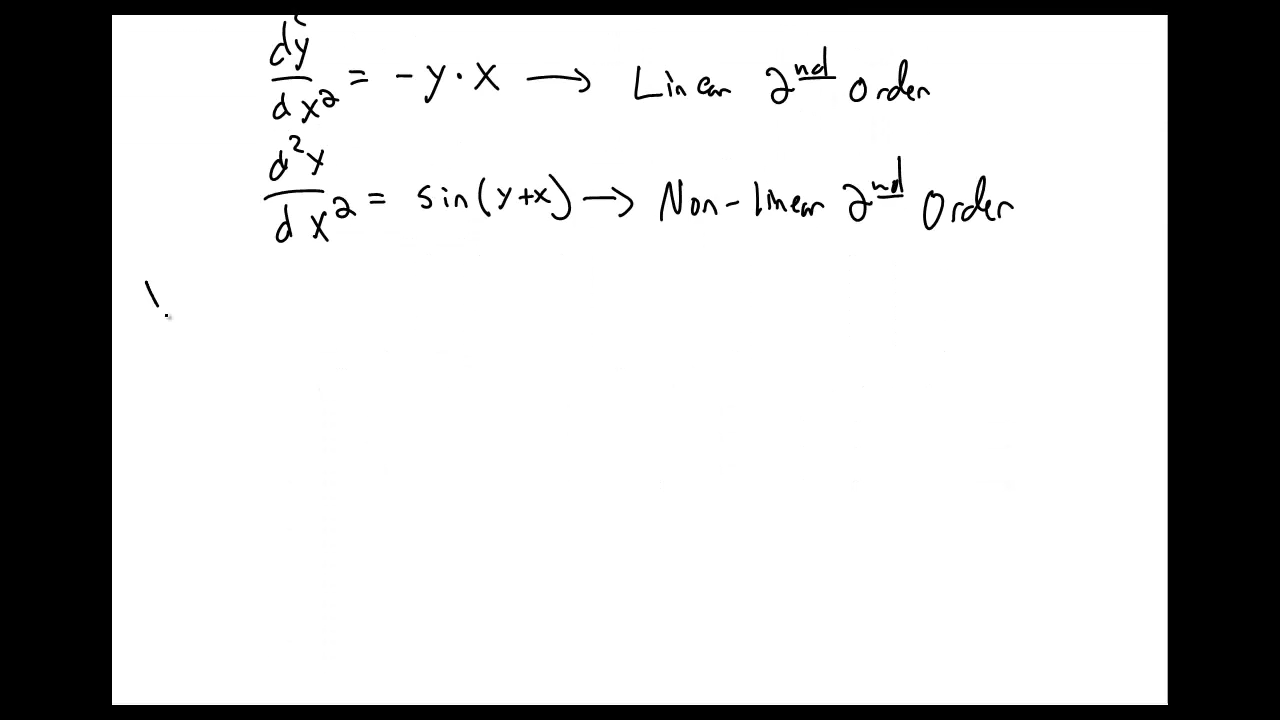 d²y/dx² = -y · x → Linear 2nd Order
d²y/dx² = sin(y+x) → Non-Linear 2nd Order